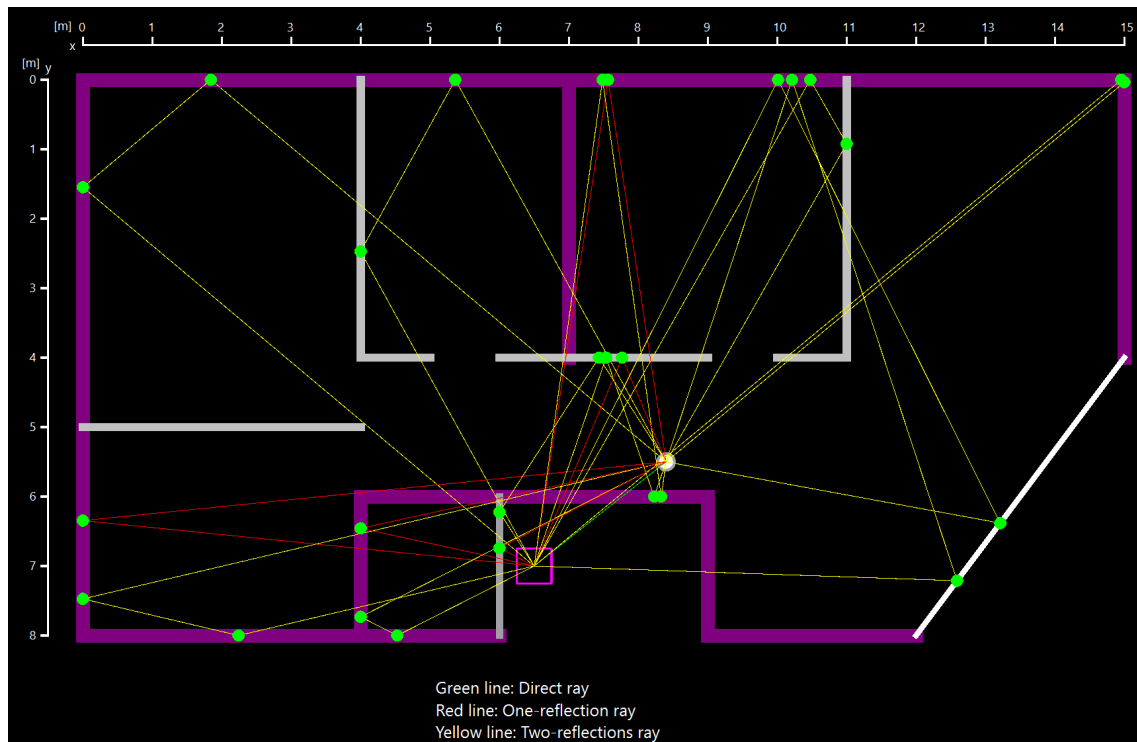 [m] 0 1 2 3 4 5 6 7 8 9 10 11 12 13 14 15
x
[m] y
0
1
2
3
4
5
6
7
8
Green line: Direct ray
Red line: One-reflection ray
Yellow line: Two-reflections ray